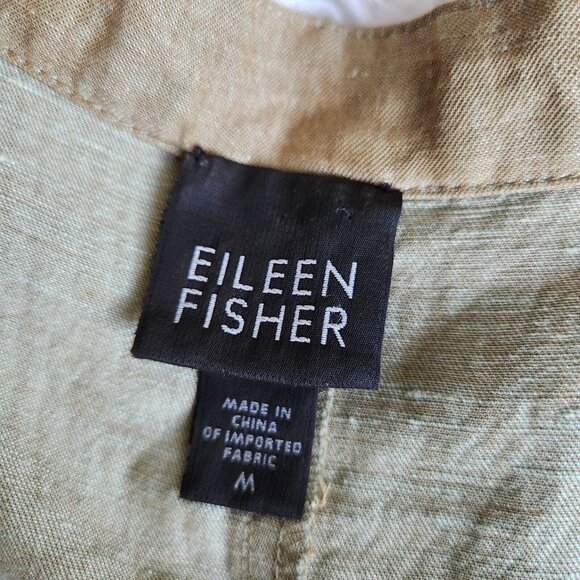 EILEEN
FISHER
MADE IN
CHINA
OF IMPORTED
FABRIC
M